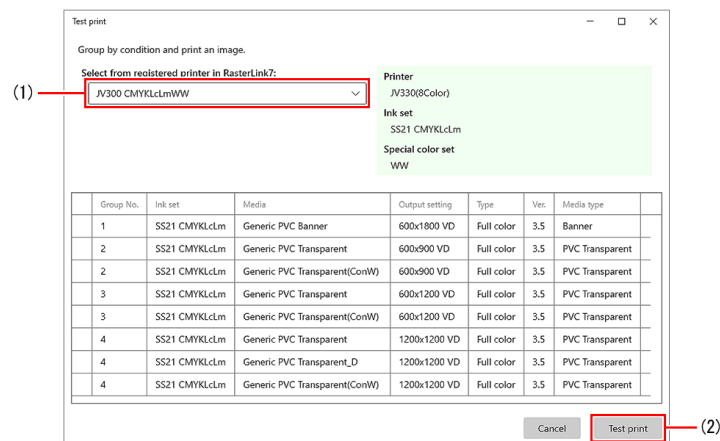 Test print
Group by condition and print an image.
Select from registered printer in RasterLink7:
(1)
JV300 CMYKLcLmWW
Printer
JV330(8Color)
Ink set
SS21 CMYKLcLm
Special color set
WW
Group No. Ink set Media Output setting Type Ver. Media type
1 SS21 CMYKLcLm Generic PVC Banner 600x1800 VD Full color 3.5 Banner
2 SS21 CMYKLcLm Generic PVC Transparent 600x900 VD Full color 3.5 PVC Transparent
2 SS21 CMYKLcLm Generic PVC Transparent(ConW) 600x900 VD Full color 3.5 PVC Transparent
3 SS21 CMYKLcLm Generic PVC Transparent 600x1200 VD Full color 3.5 PVC Transparent
3 SS21 CMYKLcLm Generic PVC Transparent(ConW) 600x1200 VD Full color 3.5 PVC Transparent
4 SS21 CMYKLcLm Generic PVC Transparent 1200x1200 VD Full color 3.5 PVC Transparent
4 SS21 CMYKLcLm Generic PVC Transparent_D 1200x1200 VD Full color 3.5 PVC Transparent
4 SS21 CMYKLcLm Generic PVC Transparent(ConW) 1200x1200 VD Full color 3.5 PVC Transparent
Cancel Test print (2)